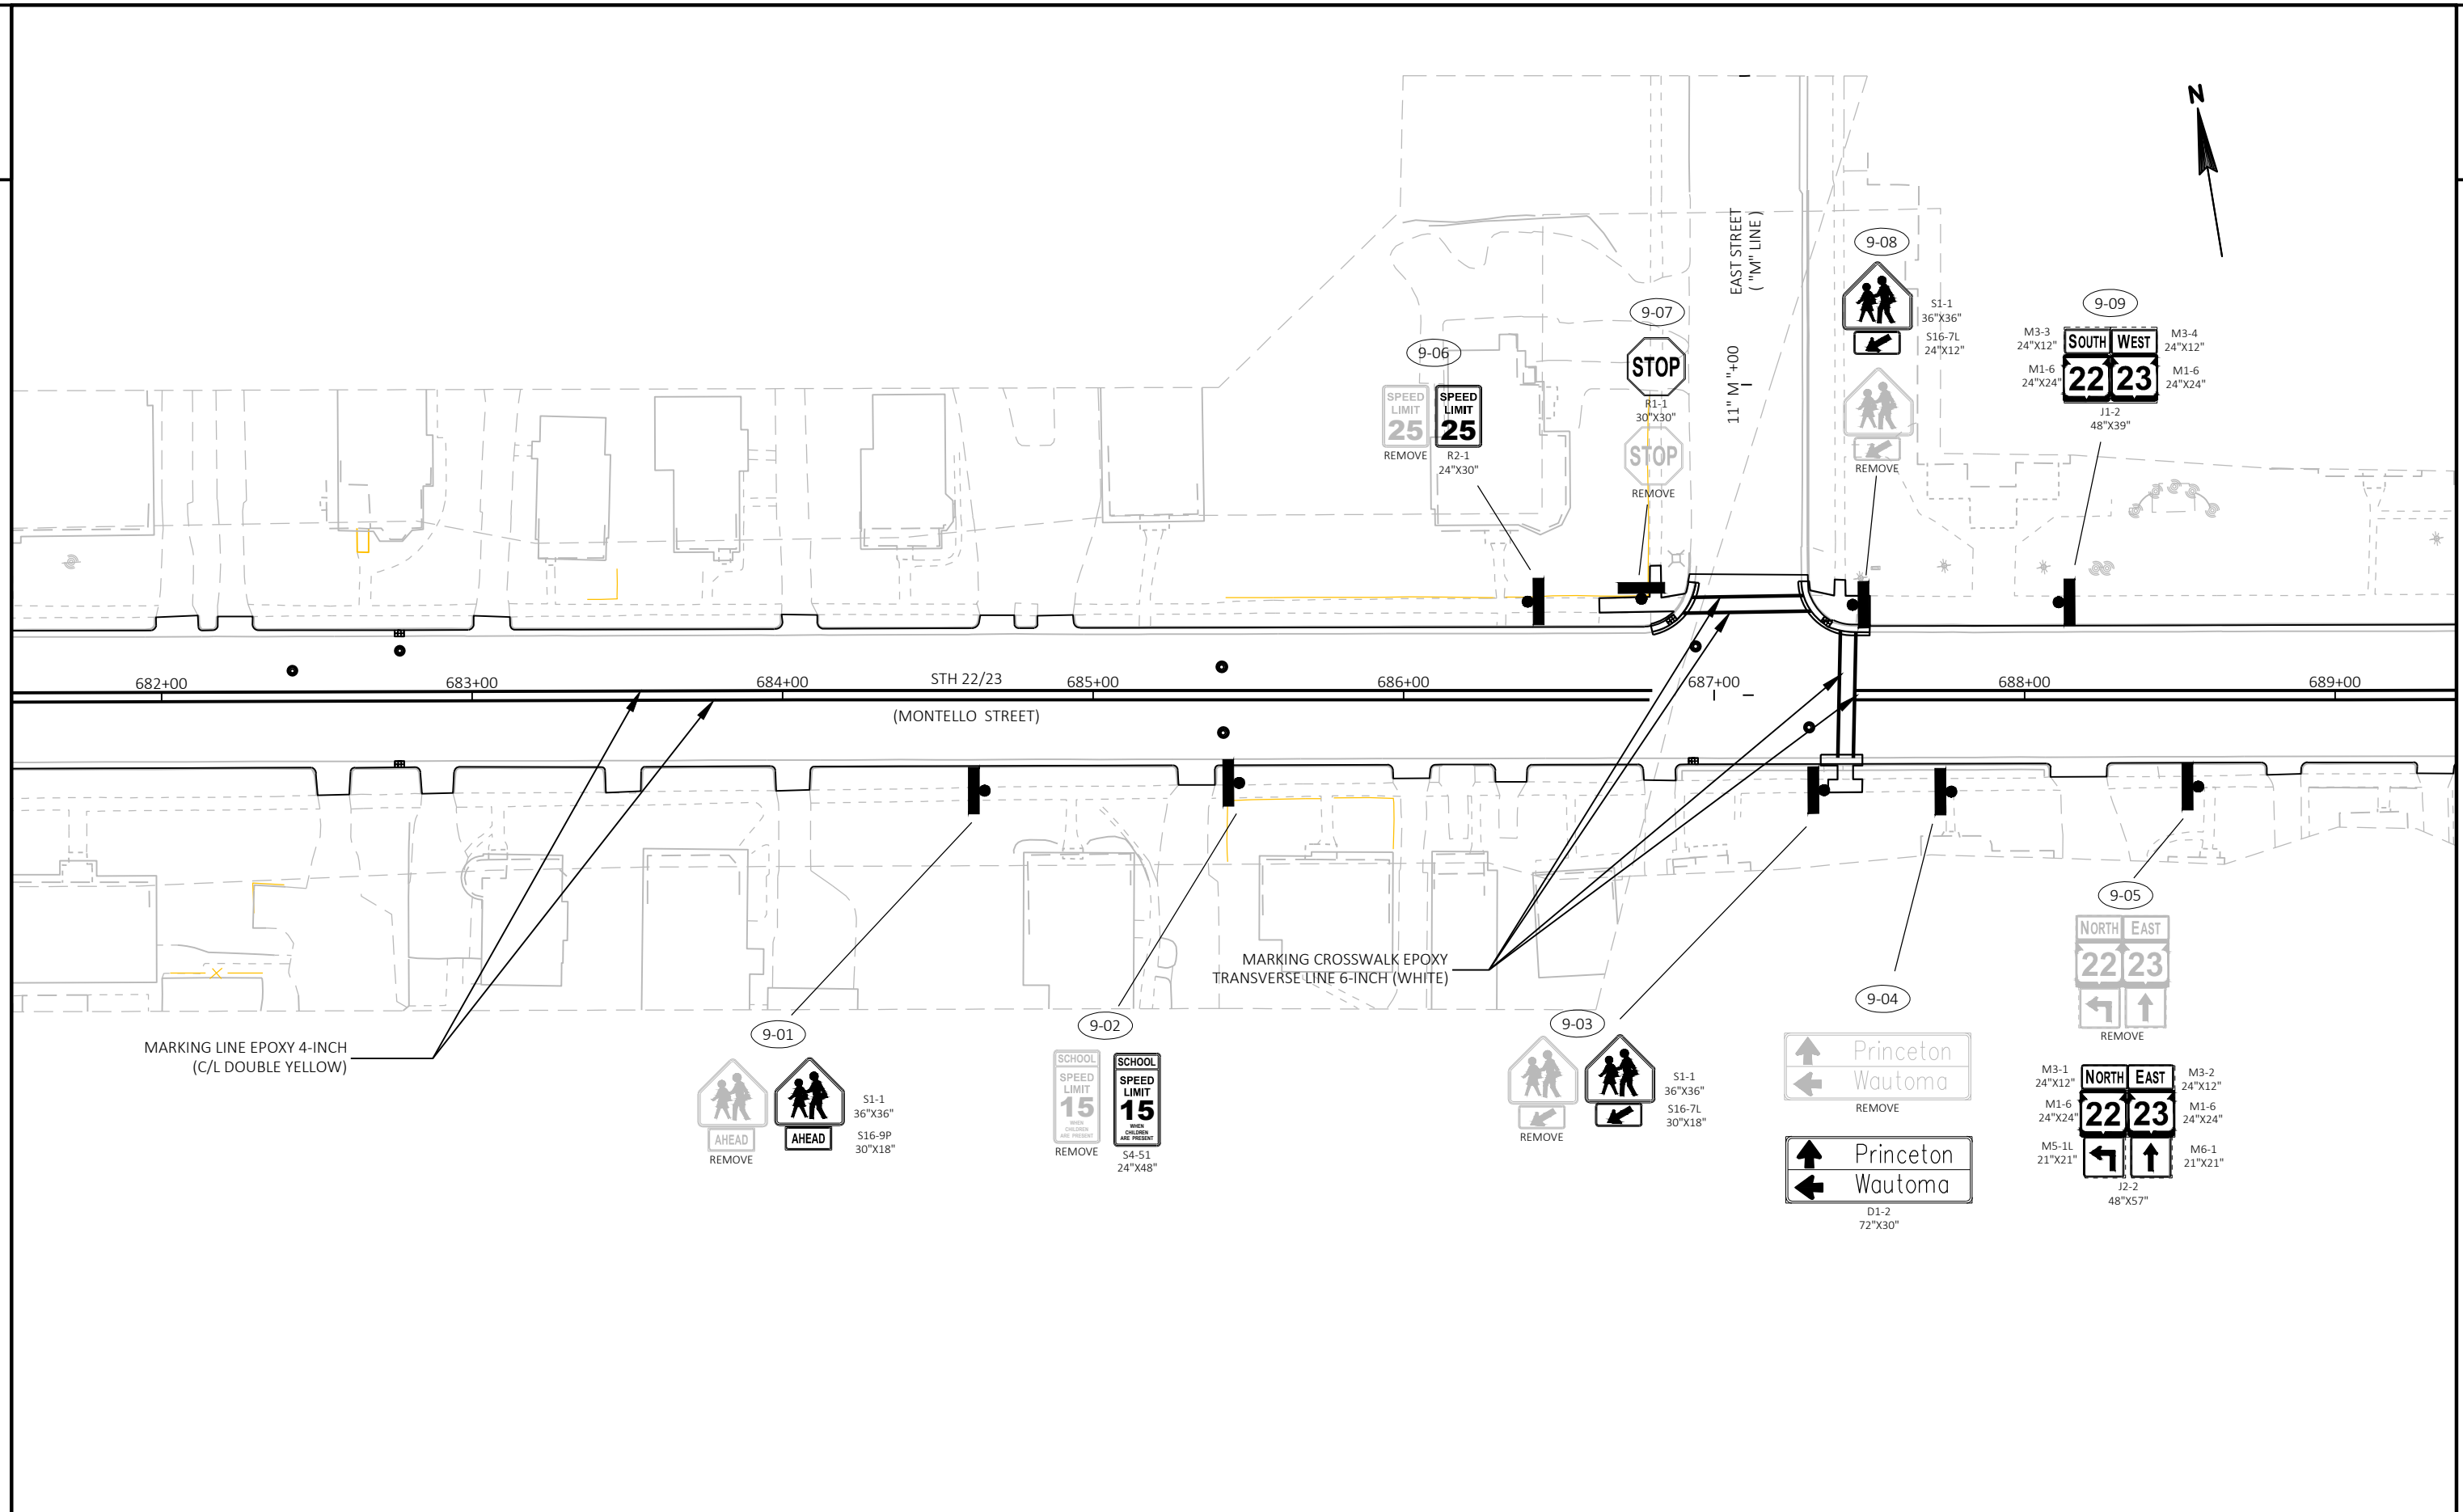 N
EAST STREET
( "M" LINE )
11" M "+00
9-08
S1-1
36"X36"
S16-7L
24"X12"
REMOVE
9-09
M3-3
24"X12"
SOUTH
WEST
M3-4
24"X12"
M1-6
24"X24"
22
23
M1-6
24"X24"
J1-2
48"X39"
9-07
STOP
R1-1
30"X30"
STOP
REMOVE
9-06
SPEED
LIMIT
25
REMOVE
SPEED
LIMIT
25
R2-1
24"X30"
682+00
683+00
684+00
STH 22/23
685+00
686+00
687+00
688+00
689+00
(MONTELLO STREET)
MARKING CROSSWALK EPOXY
TRANSVERSE LINE 6-INCH (WHITE)
MARKING LINE EPOXY 4-INCH
(C/L DOUBLE YELLOW)
9-01
AHEAD
REMOVE
AHEAD
S1-1
36"X36"
S16-9P
30"X18"
9-02
SCHOOL
SPEED
LIMIT
15
WHEN
CHILDREN
ARE PRESENT
REMOVE
SCHOOL
SPEED
LIMIT
15
WHEN
CHILDREN
ARE PRESENT
S4-51
24"X48"
9-03
REMOVE
S1-1
36"X36"
S16-7L
30"X18"
9-04
Princeton
Wautoma
REMOVE
Princeton
Wautoma
D1-2
72"X30"
9-05
NORTH
EAST
22
23
REMOVE
M3-1
24"X12"
NORTH
EAST
M3-2
24"X12"
M1-6
24"X24"
22
23
M1-6
24"X24"
M5-1L
21"X21"
M6-1
21"X21"
J2-2
48"X57"